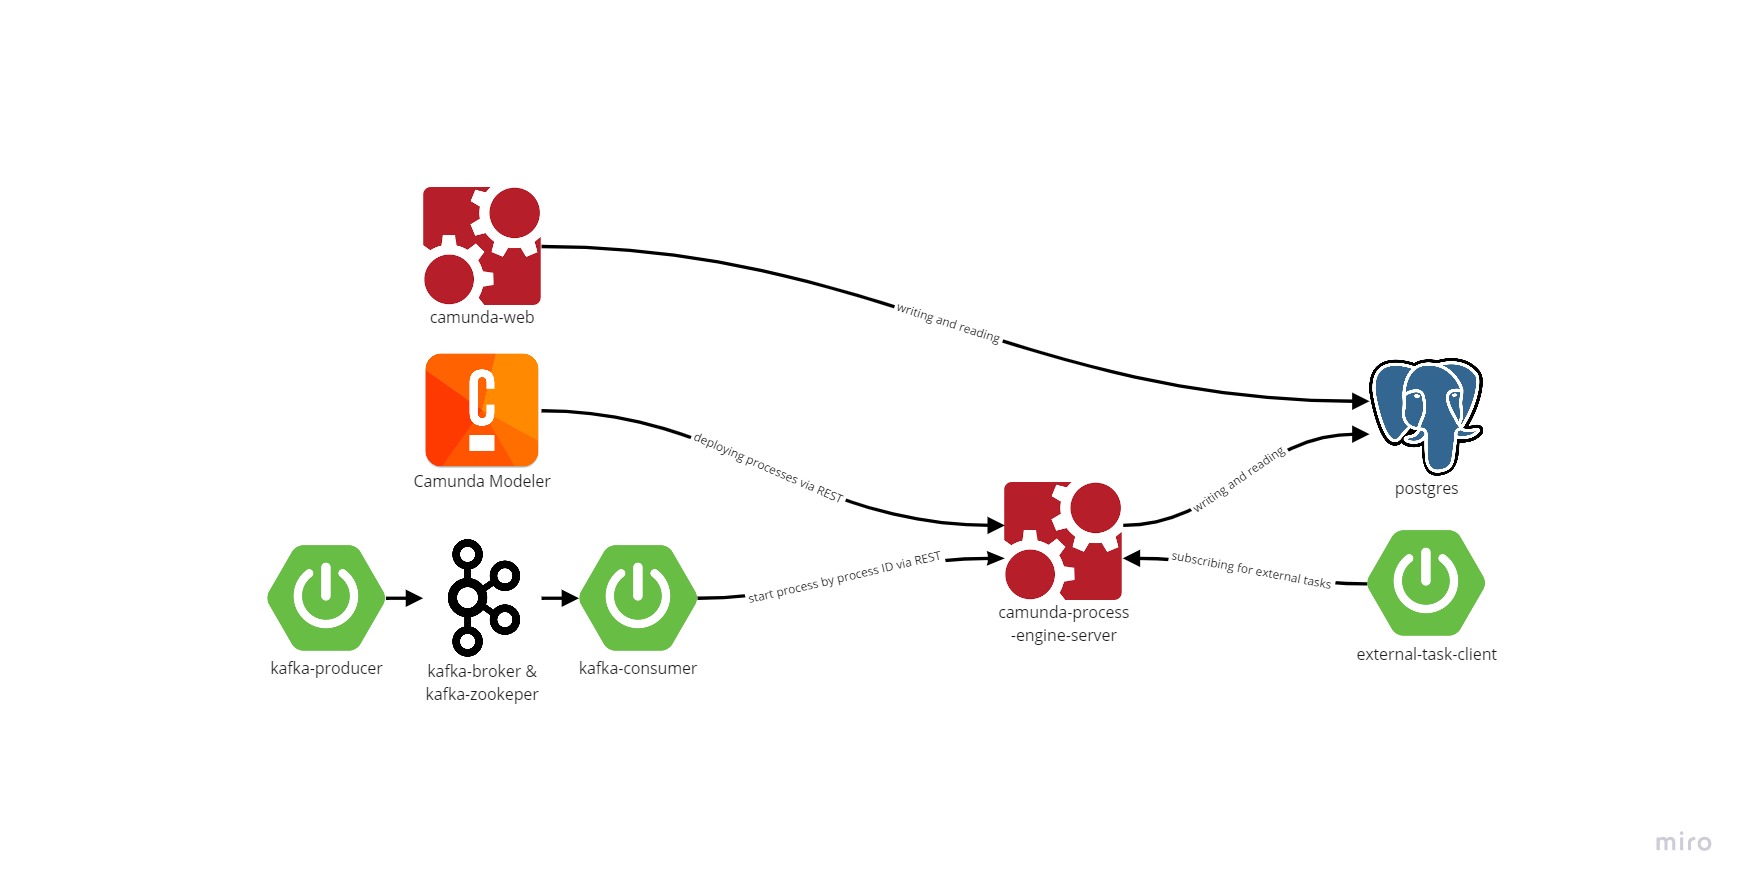 camunda-web
writing and reading
Camunda Modeler
deploying processes via REST
postgres
writing and reading
kafka-producer
kafka-broker &
kafka-zookeper
kafka-consumer
start process by process ID via REST
camunda-process
-engine-server
subscribing for external tasks
external-task-client
miro